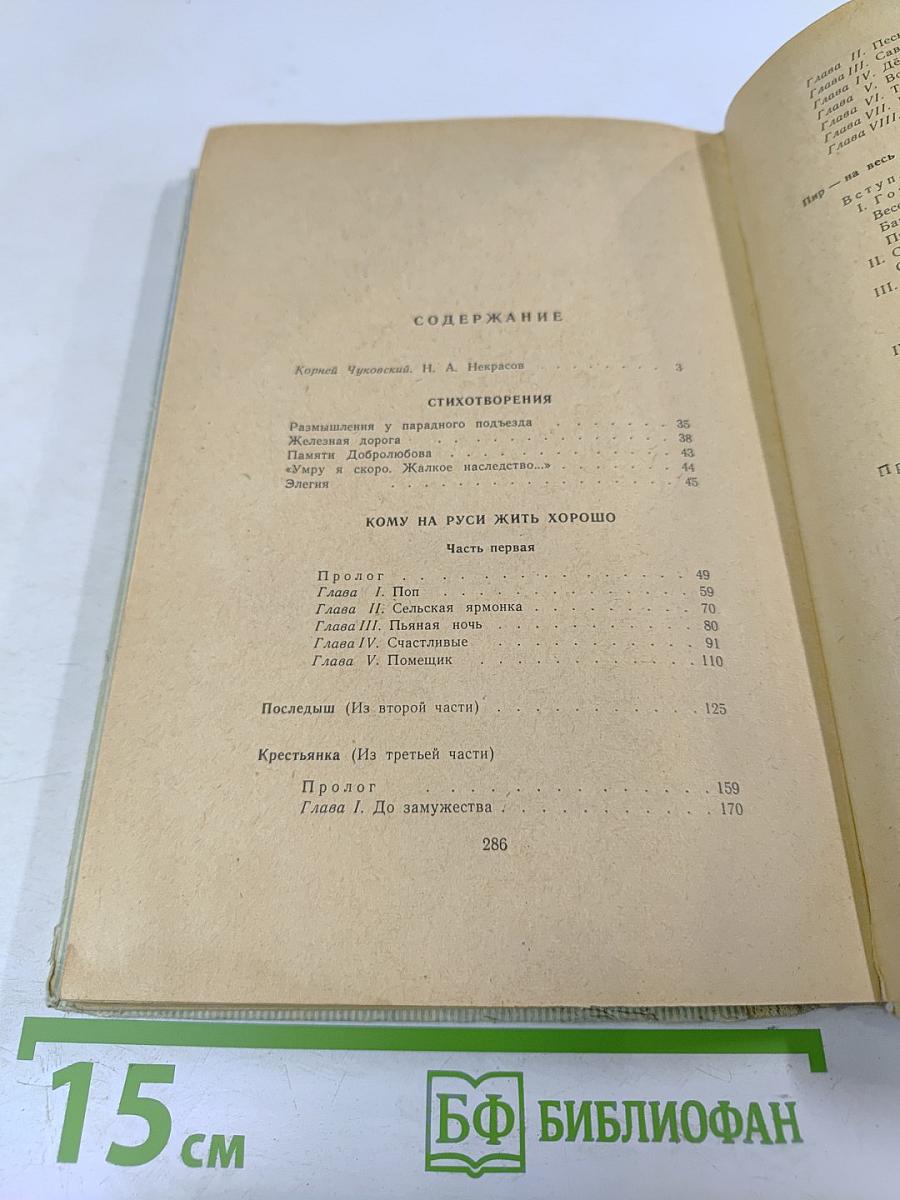 СОДЕРЖАНИЕ
Корней Чуковский. Н. А. Некрасов . . . . . . . . 3
СТИХОТВОРЕНИЯ
Размышления у парадного подъезда . . . . . . . 35
Железная дорога . . . . . . . . . . . . . 38
Памяти Добролюбова . . . . . . . . . . . . 43
«Умру я скоро. Жалкое наследство...» . . . . . . . 44
Элегия . . . . . . . . . . . . . . . . 45
КОМУ НА РУСИ ЖИТЬ ХОРОШО
Часть первая
Пролог . . . . . . . . . . . . . . 49
Глава I. Поп . . . . . . . . . . . . . 59
Глава II. Сельская ярмонка . . . . . . . . . 70
Глава III. Пьяная ночь . . . . . . . . . . . 80
Глава IV. Счастливые . . . . . . . . . . . 91
Глава V. Помещик . . . . . . . . . . . . 110
Последыш (Из второй части) . . . . . . . . . . . 125
Крестьянка (Из третьей части)
Пролог . . . . . . . . . . . . . . 159
Глава I. До замужества . . . . . . . . . . . 170
286
Глава II.
Глава III.
Глава IV.
Глава V.
Глава VI.
Глава VII.
Глава VIII.
Пир — на весь
I.
II.
III.
15 см
БФ БИБЛИОФАН